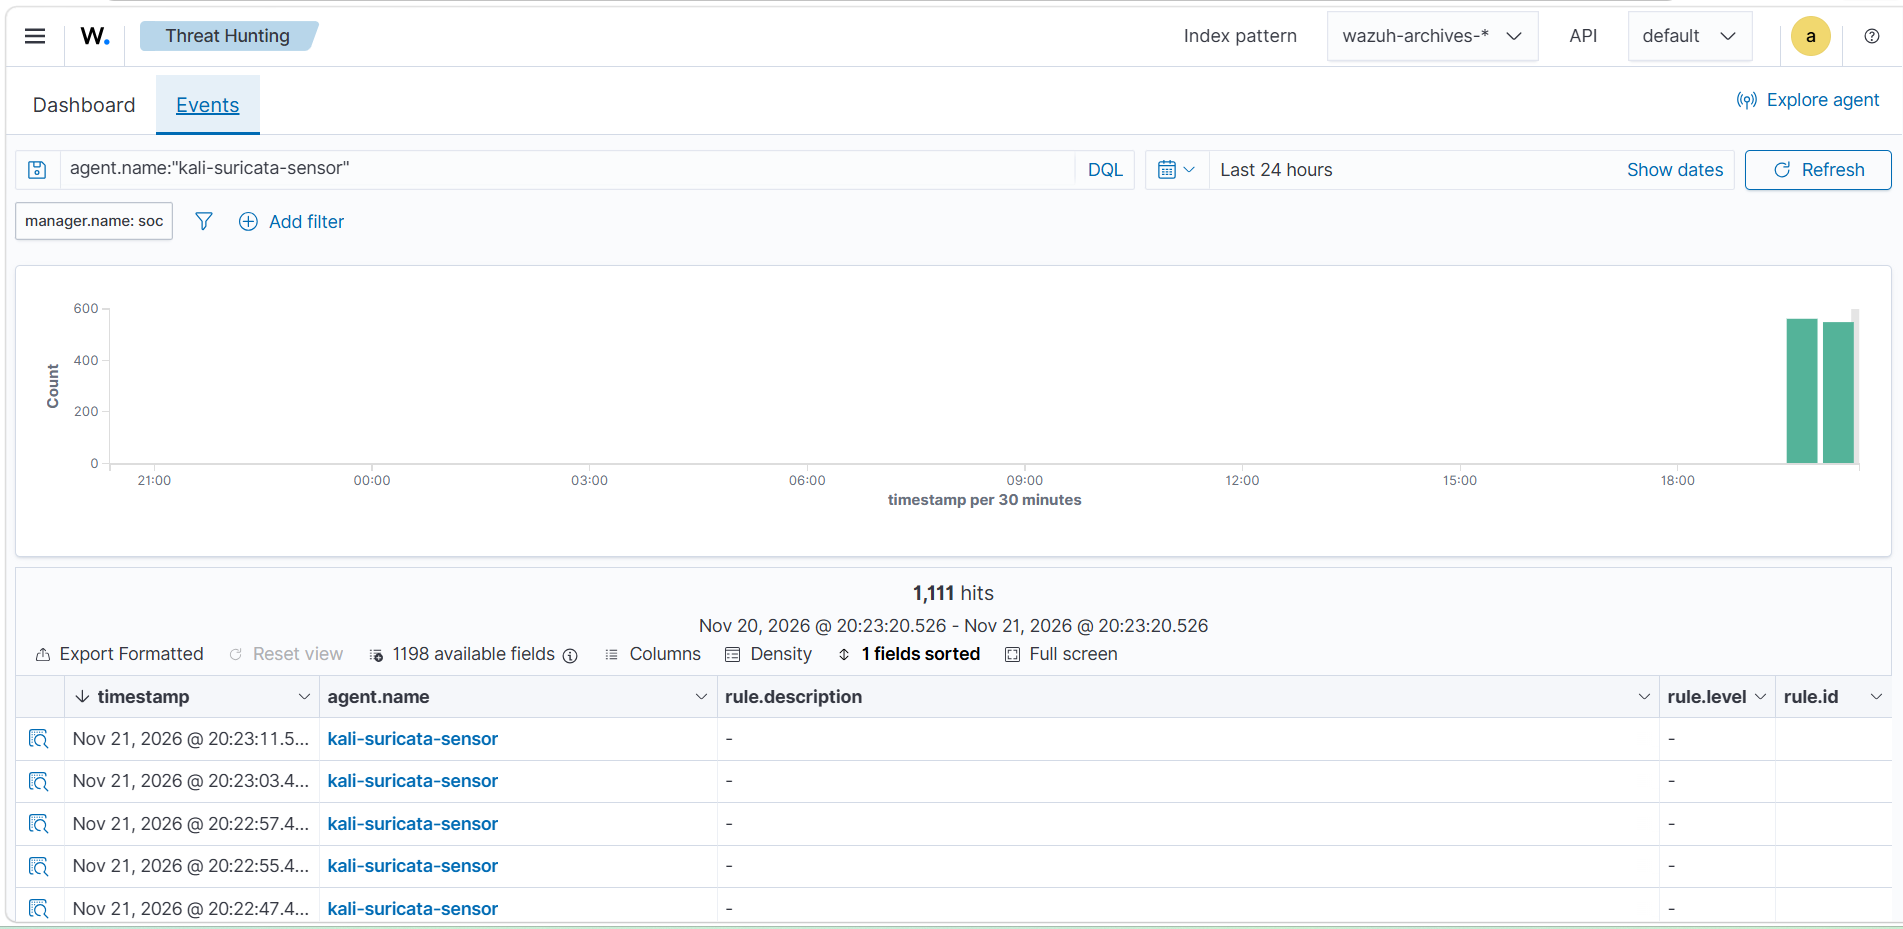 W. Threat Hunting Index pattern wazuh-archives-* API default a
Dashboard Events Explore agent
agent.name:"kali-suricata-sensor" DQL Last 24 hours Show dates Refresh
manager.name: soc Add filter
600
400
200
0
Count
21:00 00:00 03:00 06:00 09:00 12:00 15:00 18:00
timestamp per 30 minutes
1,111 hits
Nov 20, 2026 @ 20:23:20.526 - Nov 21, 2026 @ 20:23:20.526
Export Formatted Reset view 1198 available fields Columns Density 1 fields sorted Full screen
timestamp agent.name rule.description rule.level rule.id
Nov 21, 2026 @ 20:23:11.5... kali-suricata-sensor - -
Nov 21, 2026 @ 20:23:03.4... kali-suricata-sensor - -
Nov 21, 2026 @ 20:22:57.4... kali-suricata-sensor - -
Nov 21, 2026 @ 20:22:55.4... kali-suricata-sensor - -
Nov 21, 2026 @ 20:22:47.4... kali-suricata-sensor - -